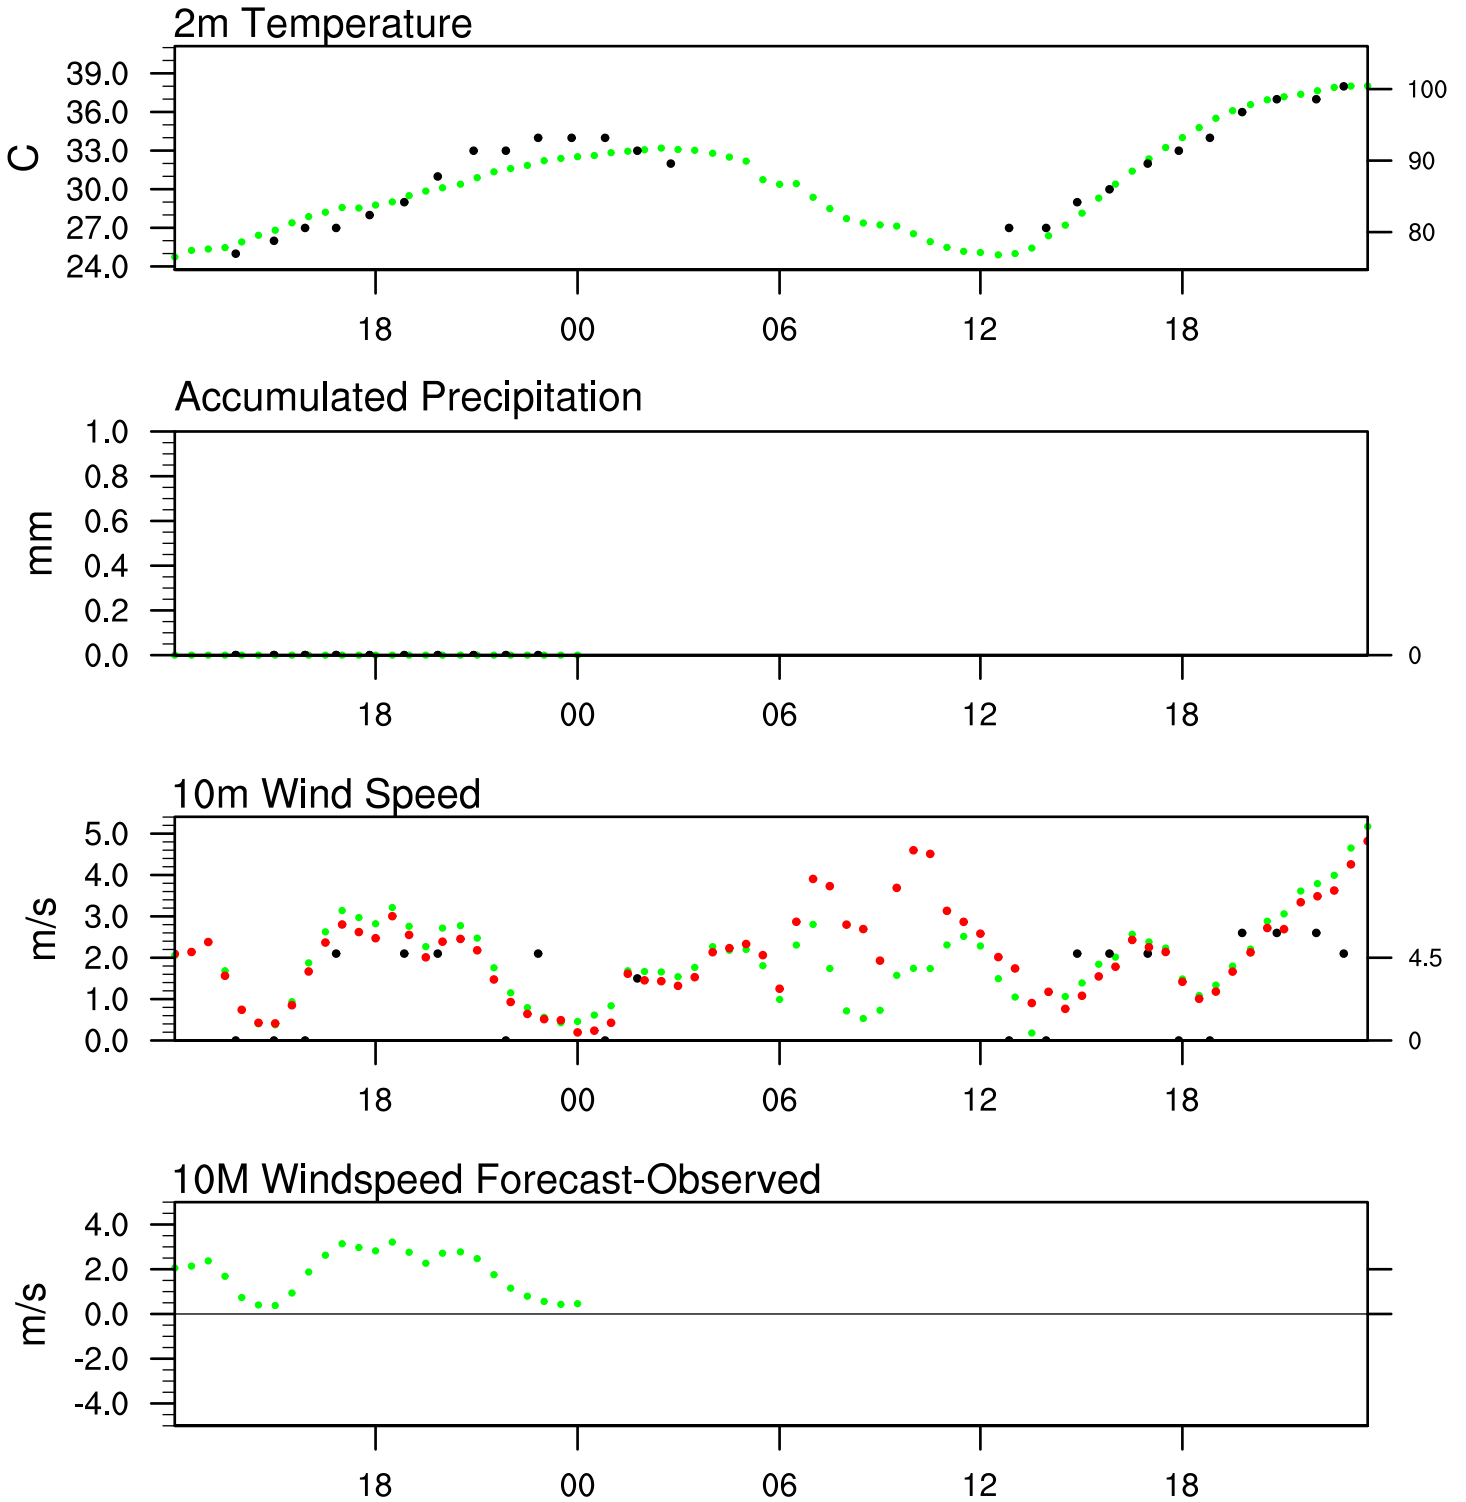 2m Temperature
39.0
36.0
33.0
30.0
27.0
24.0
C
100
90
80
18 00 06 12 18
Accumulated Precipitation
1.0
0.8
0.6
0.4
0.2
0.0
mm
0
18 00 06 12 18
10m Wind Speed
5.0
4.0
3.0
2.0
1.0
0.0
m/s
4.5
0
18 00 06 12 18
10M Windspeed Forecast-Observed
4.0
2.0
0.0
-2.0
-4.0
m/s
18 00 06 12 18